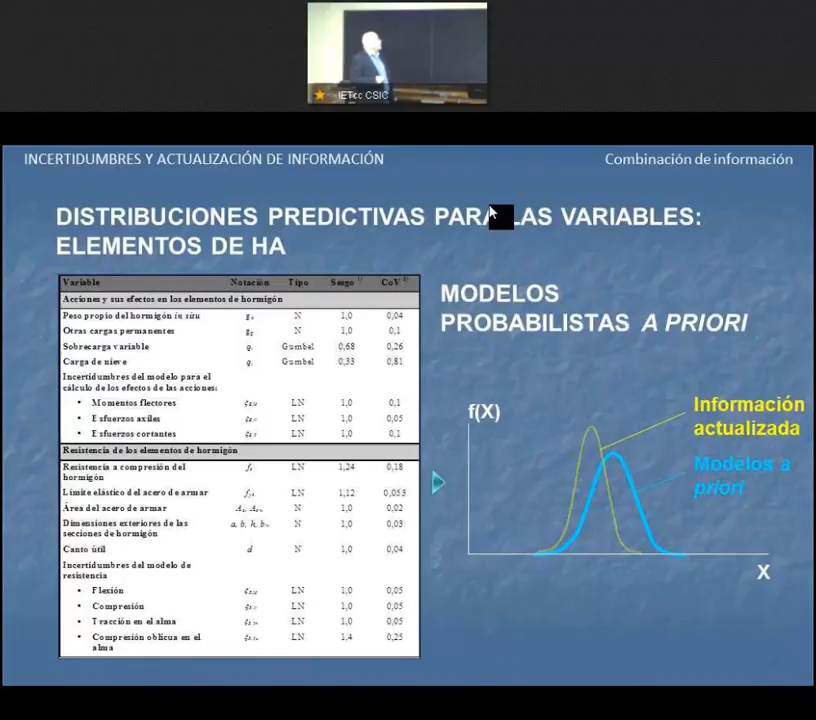 IETcc CSIC
INCERTIDUMBRES Y ACTUALIZACIÓN DE INFORMACIÓN
Combinación de información
DISTRIBUCIONES PREDICTIVAS PARA LAS VARIABLES:
ELEMENTOS DE HA
Variable Notación Tipo Sesgo 1) CoV 2)
Acciones y sus efectos en los elementos de hormigón
Peso propio del hormigón in situ N 1,0 0,04
Otras cargas permanentes N 1,0 0,1
Sobrecarga variable Gumbel 0,68 0,26
Carga de nieve Gumbel 0,33 0,81
Incertidumbres del modelo para el
cálculo de los efectos de las acciones:
• Momentos flectores LN 1,0 0,1
• Esfuerzos axiles LN 1,0 0,05
• Esfuerzos cortantes LN 1,0 0,1
Resistencia de los elementos de hormigón
Resistencia a compresión del
hormigón LN 1,24 0,18
Límite elástico del acero de armar LN 1,12 0,053
Área del acero de armar N 1,0 0,02
Dimensiones exteriores de las
secciones de hormigón N 1,0 0,03
Canto útil d N 1,0 0,04
Incertidumbres del modelo de
resistencia
• Flexión LN 1,0 0,05
• Compresión LN 1,0 0,05
• Tracción en el alma LN 1,0 0,05
• Compresión oblicua en el
alma LN 1,4 0,25
MODELOS
PROBABILISTAS A PRIORI
f(X)
Información
actualizada
Modelos a
priori
X